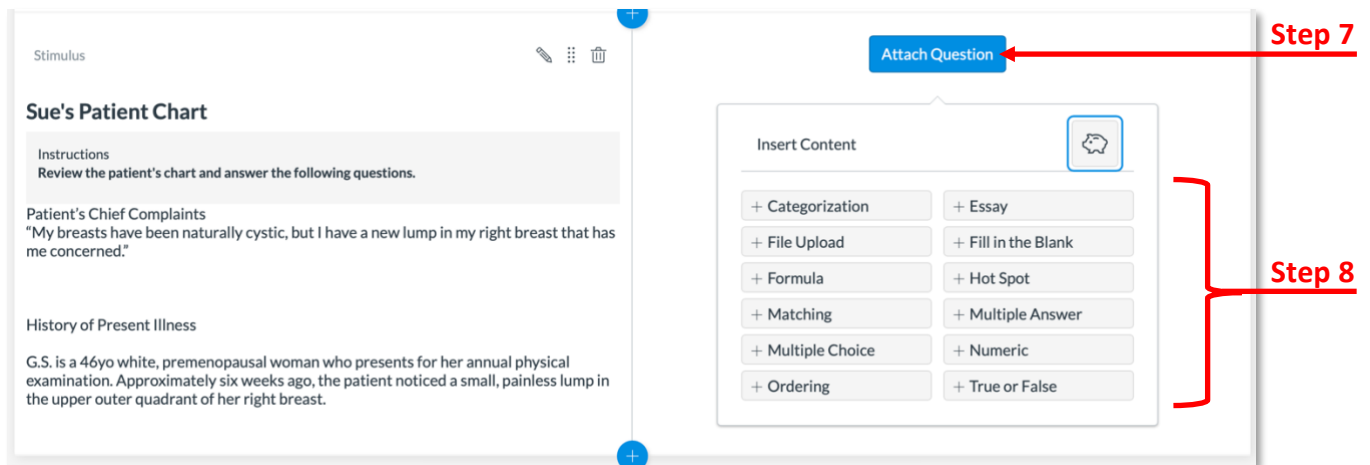 Stimulus
Sue's Patient Chart
Instructions
Review the patient's chart and answer the following questions.
Patient's Chief Complaints
“My breasts have been naturally cystic, but I have a new lump in my right breast that has
me concerned.”
History of Present Illness
G.S. is a 46yo white, premenopausal woman who presents for her annual physical
examination. Approximately six weeks ago, the patient noticed a small, painless lump in
the upper outer quadrant of her right breast.
Attach Question
Step 7
Insert Content
+ Categorization
+ Essay
+ File Upload
+ Fill in the Blank
+ Formula
+ Hot Spot
+ Matching
+ Multiple Answer
+ Multiple Choice
+ Numeric
+ Ordering
+ True or False
Step 8